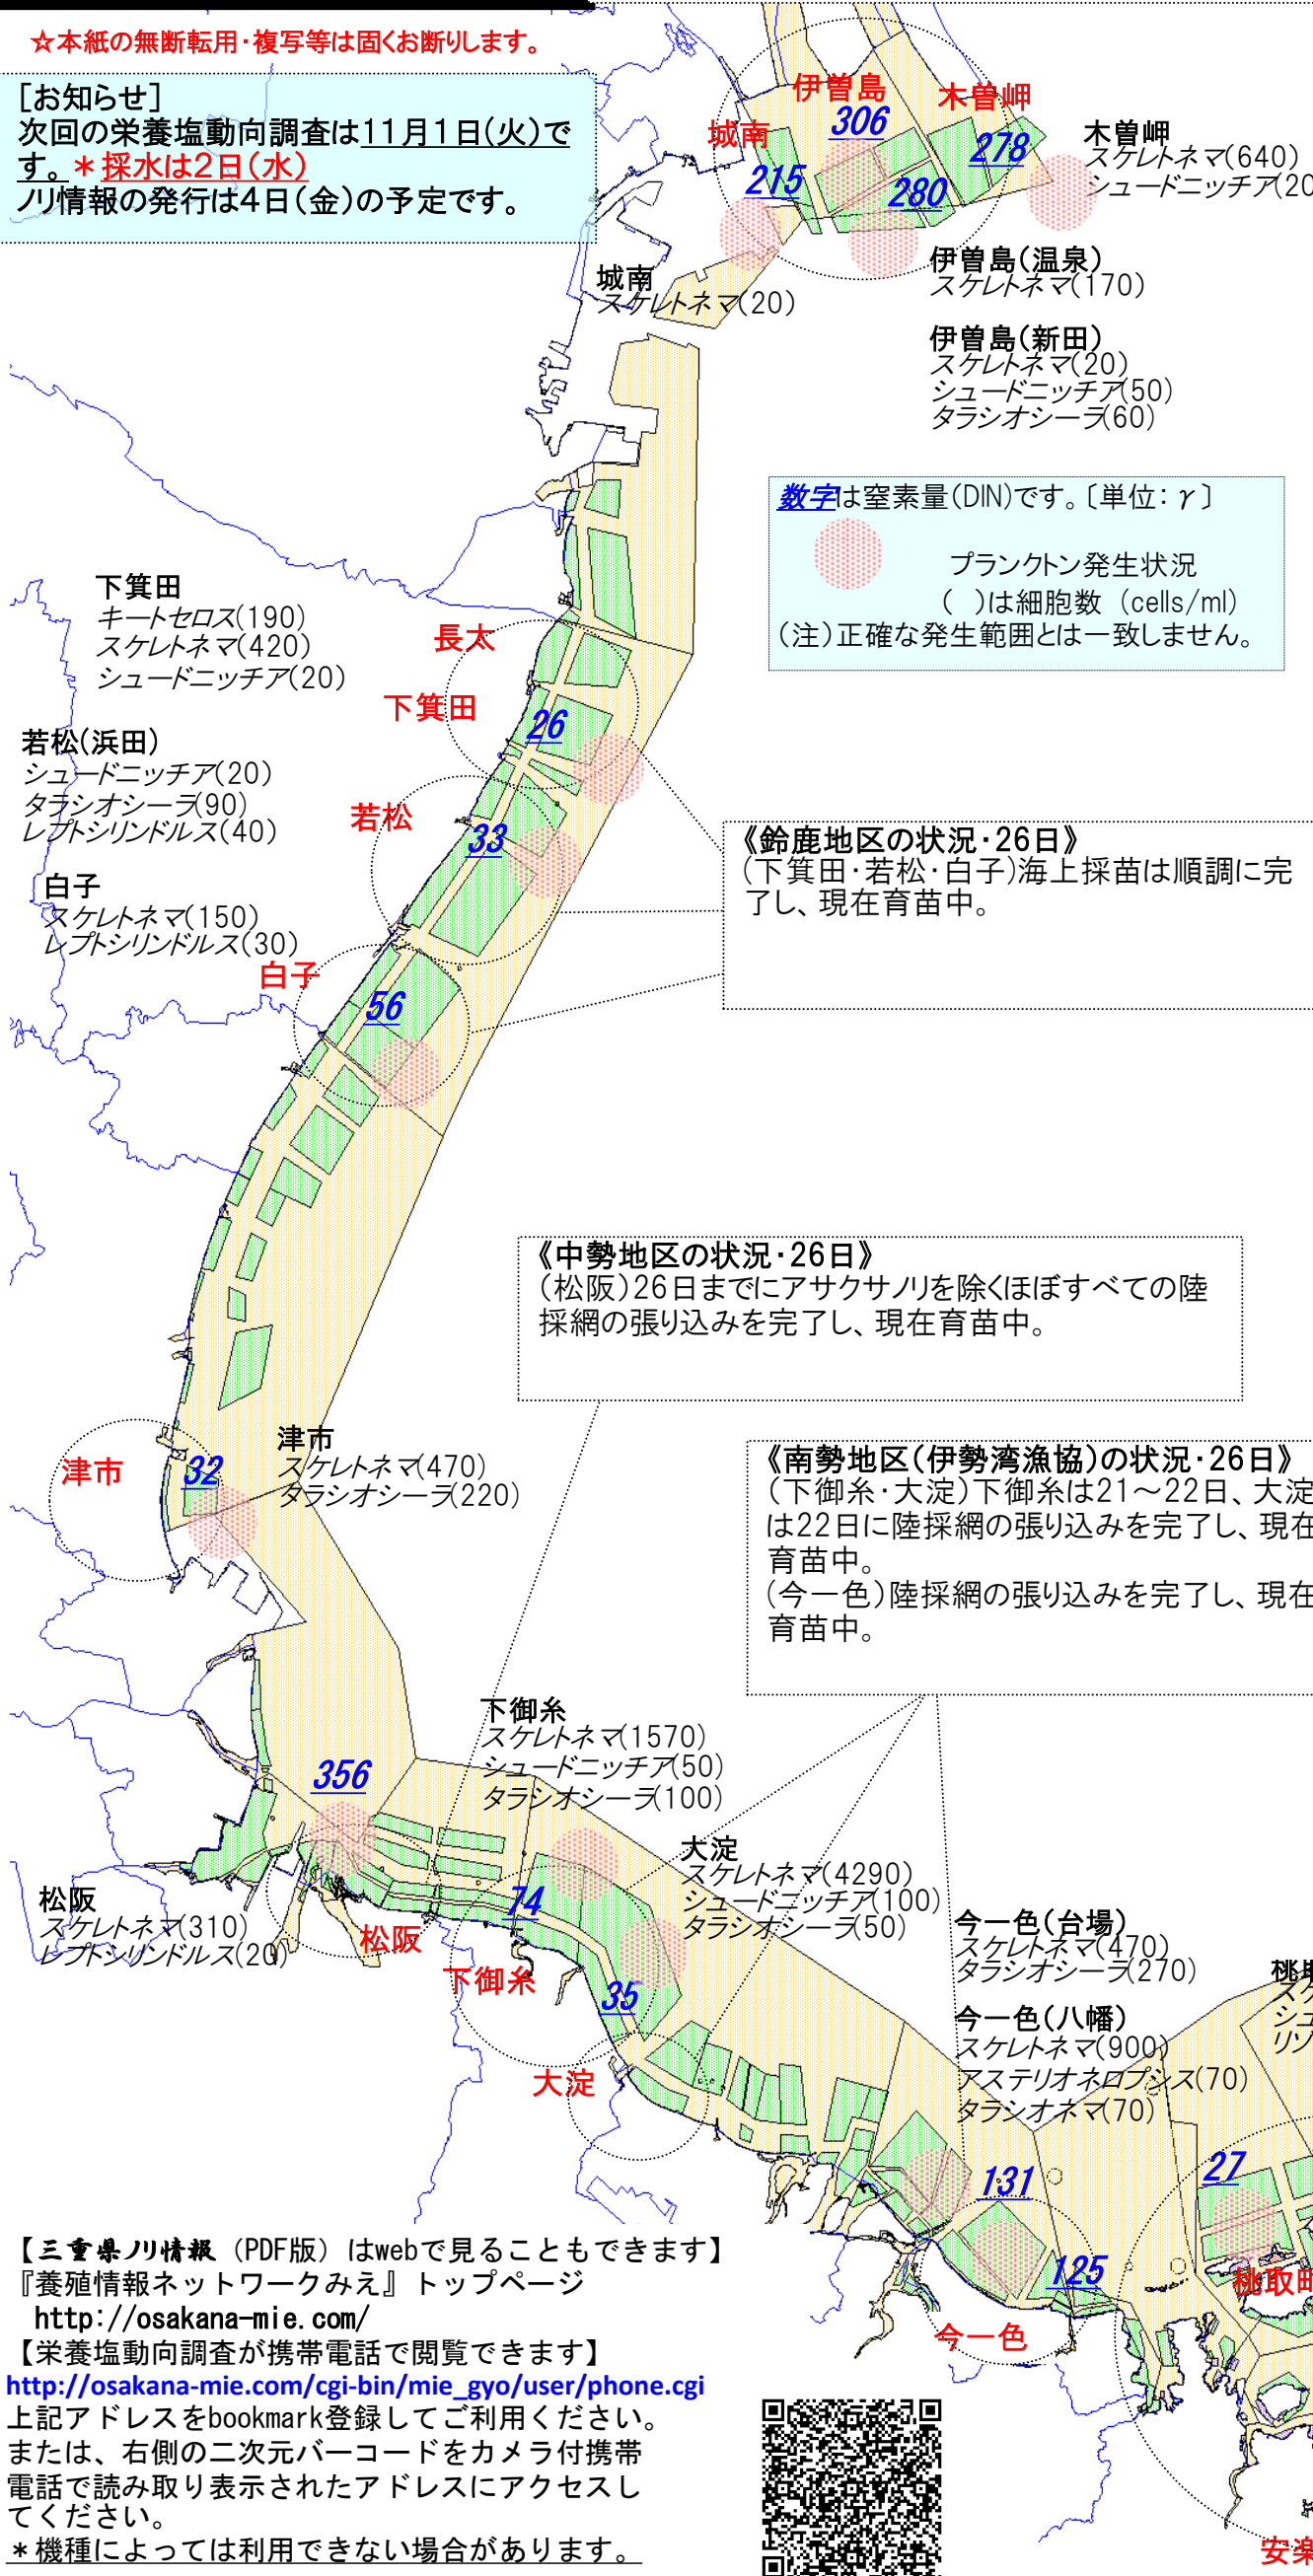 ☆本紙の無断転用・複写等は固くお断りします。
［お知らせ］
次回の栄養塩動向調査は11月1日(火)で
す。＊採水は2日(水)
ノリ情報の発行は4日(金)の予定です。
伊曽島
木曽岬
城南
306
278
215
280
木曽岬
スケレトネマ(640)
シュードニッチア(20
伊曽島(温泉)
スケレトネマ(170)
城南
スケレトネマ(20)
伊曽島(新田)
スケレトネマ(20)
シュードニッチア(50)
タラシオシーラ(60)
数字は窒素量(DIN)です。〔単位：γ〕
プランクトン発生状況
(　)は細胞数 (cells/ml)
(注)正確な発生範囲とは一致しません。
下箕田
キートセロス(190)
スケレトネマ(420)
シュードニッチア(20)
長太
下箕田
26
若松(浜田)
シュードニッチア(20)
タラシオシーラ(90)
レプトシリンドルス(40)
若松
33
《鈴鹿地区の状況・26日》
(下箕田・若松・白子)海上採苗は順調に完
了し、現在育苗中。
白子
スケレトネマ(150)
レプトシリンドルス(30)
白子
56
《中勢地区の状況・26日》
(松阪)26日までにアサクサノリを除くほぼすべての陸
採網の張り込みを完了し、現在育苗中。
津市
32
津市
スケレトネマ(470)
タラシオシーラ(220)
《南勢地区(伊勢湾漁協)の状況・26日》
(下御糸・大淀)下御糸は21～22日、大淀
は22日に陸採網の張り込みを完了し、現在
育苗中。
(今一色)陸採網の張り込みを完了し、現在
育苗中。
下御糸
スケレトネマ(1570)
シュードニッチア(50)
タラシオシーラ(100)
356
大淀
スケレトネマ(4290)
シュードニッチア(100)
タラシオシーラ(50)
松阪
スケレトネマ(310)
レプトシリンドルス(20)
松阪
74
下御糸
35
大淀
今一色(台場)
スケレトネマ(470)
タラシオシーラ(270)
今一色(八幡)
スケレトネマ(900)
アステリオネロプシス(70)
タラシオネマ(70)
桃取
スケ
シュ
リゾ
131
27
125
桃取町
今一色
安楽
【三重県ノリ情報（PDF版）はwebで見ることもできます】
『養殖情報ネットワークみえ』トップページ
http://osakana-mie.com/
【栄養塩動向調査が携帯電話で閲覧できます】
http://osakana-mie.com/cgi-bin/mie_gyo/user/phone.cgi
上記アドレスをbookmark登録してご利用ください。
または、右側の二次元バーコードをカメラ付携帯
電話で読み取り表示されたアドレスにアクセスし
てください。
＊機種によっては利用できない場合があります。